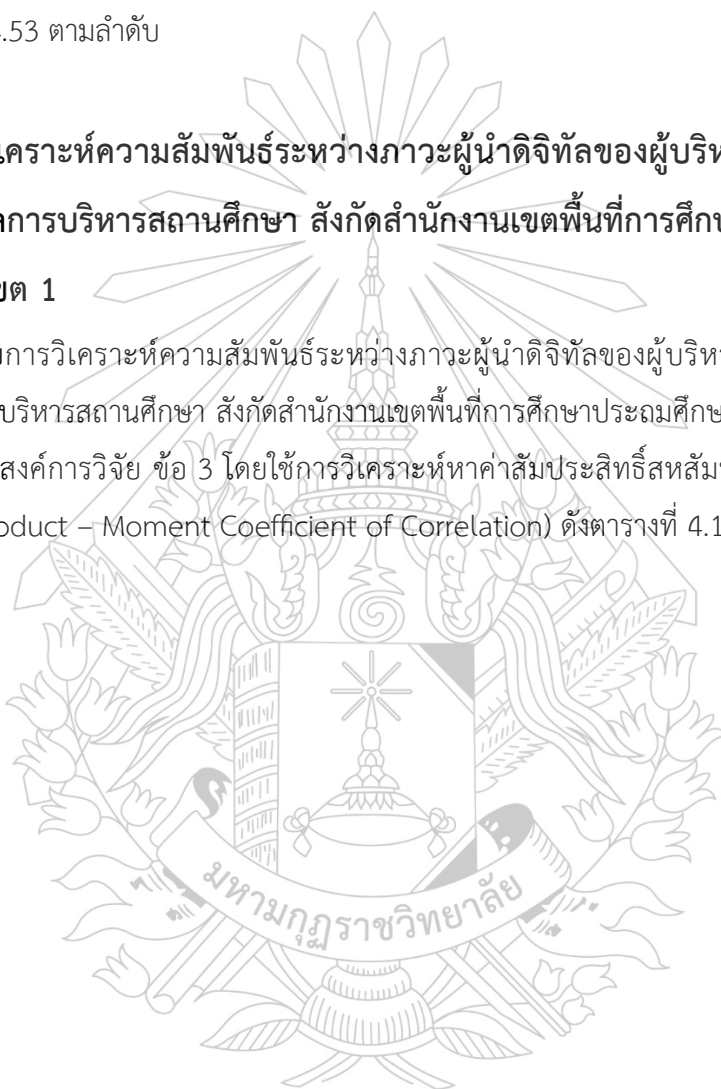 .53 ตามลำดับ
เคราะห์ความสัมพันธ์ระหว่างภาวะผู้นำดิจิทัลของผู้บริห
การบริหารสถานศึกษา สังกัดสำนักงานเขตพื้นที่การศึกษ
ขต 1
การวิเคราะห์ความสัมพันธ์ระหว่างภาวะผู้นำดิจิทัลของผู้บริห
บริหารสถานศึกษา สังกัดสำนักงานเขตพื้นที่การศึกษาประถมศึกษ
สงค์การวิจัย ข้อ 3 โดยใช้การวิเคราะห์หาค่าสัมประสิทธิ์สหสัม
oduct – Moment Coefficient of Correlation) ดังตารางที่ 4.1
มหามกุฏราชวิทยาลัย